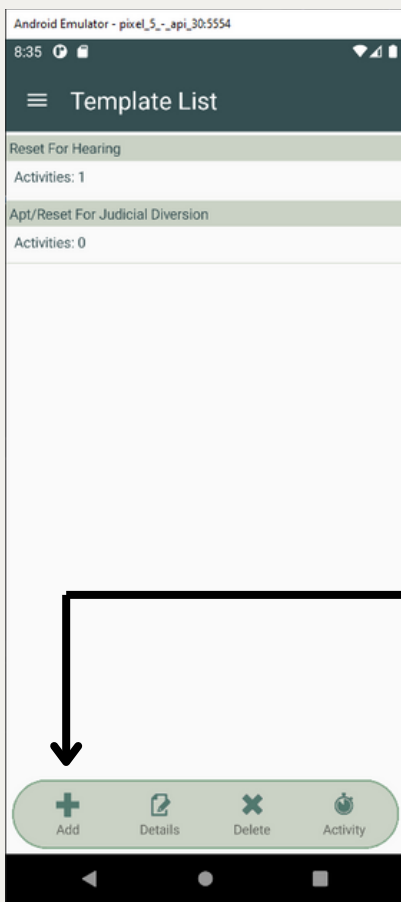 Android Emulator - pixel_5_-_api_30:5554
8:35
Template List
Reset For Hearing
Activities: 1
Apt/Reset For Judicial Diversion
Activities: 0
Add Details Delete Activity